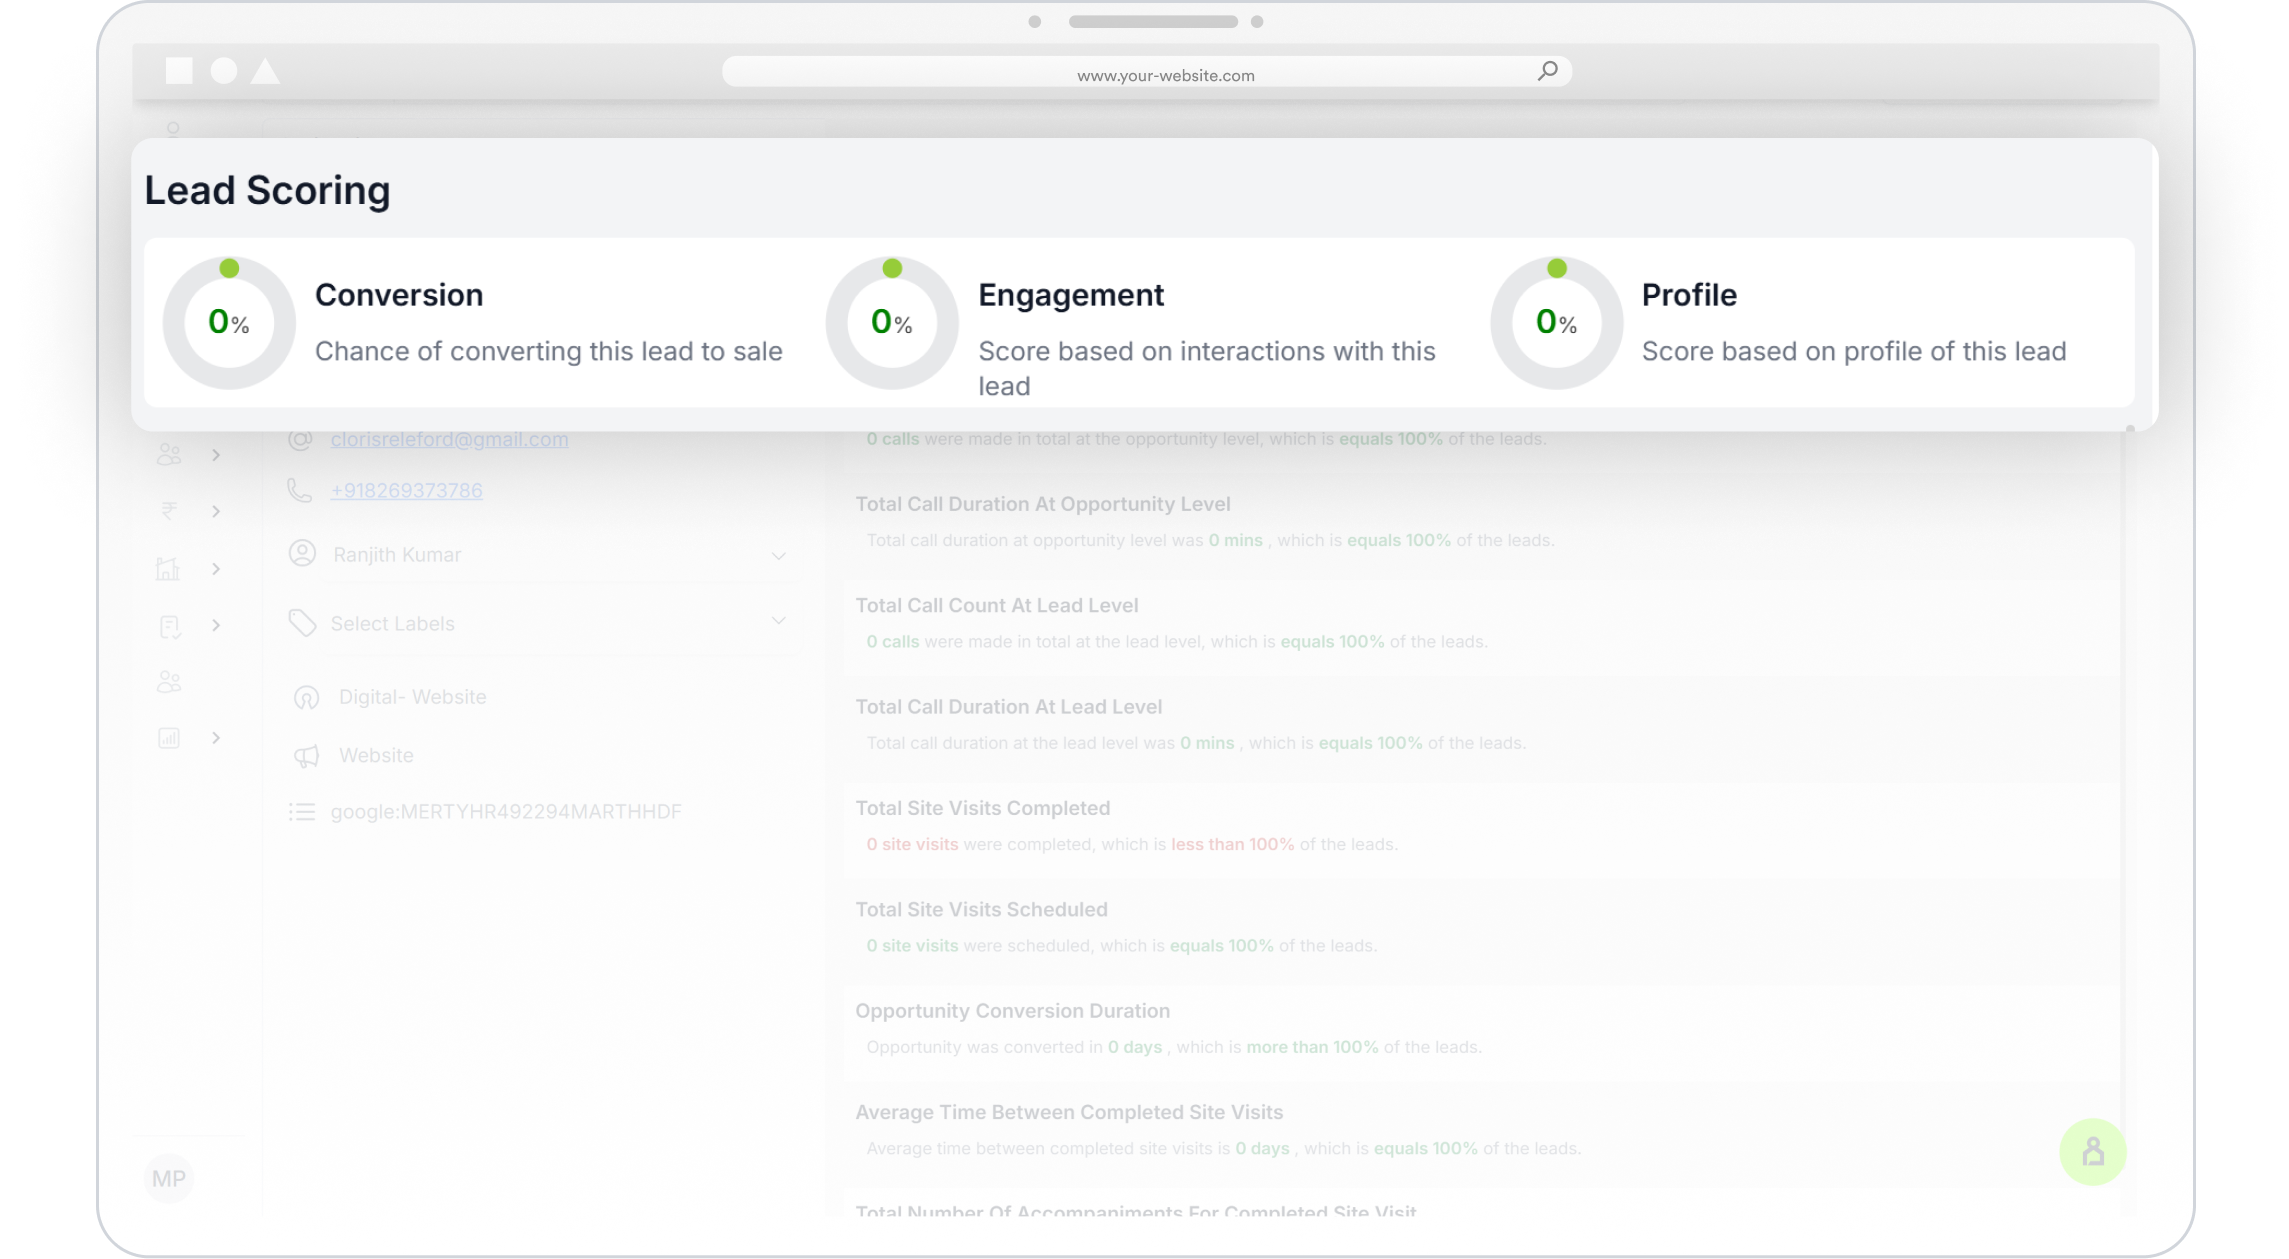 www.your-website.com
Lead Scoring
0%
Conversion
Chance of converting this lead to sale
0%
Engagement
Score based on interactions with this
lead
0%
Profile
Score based on profile of this lead
clorisreleford@gmail.com
+918269373786
Ranjith Kumar
Select Labels
Digital- Website
Website
google:MERTYHR492294MARTHHDF
MP
0 calls were made in total at the opportunity level, which is equals 100% of the leads.
Total Call Duration At Opportunity Level
Total call duration at opportunity level was 0 mins , which is equals 100% of the leads.
Total Call Count At Lead Level
0 calls were made in total at the lead level, which is equals 100% of the leads.
Total Call Duration At Lead Level
Total call duration at the lead level was 0 mins , which is equals 100% of the leads.
Total Site Visits Completed
0 site visits were completed, which is less than 100% of the leads.
Total Site Visits Scheduled
0 site visits were scheduled, which is equals 100% of the leads.
Opportunity Conversion Duration
Opportunity was converted in 0 days , which is more than 100% of the leads.
Average Time Between Completed Site Visits
Average time between completed site visits is 0 days , which is equals 100% of the leads.
Total Number Of Accompaniments For Completed Site Visit